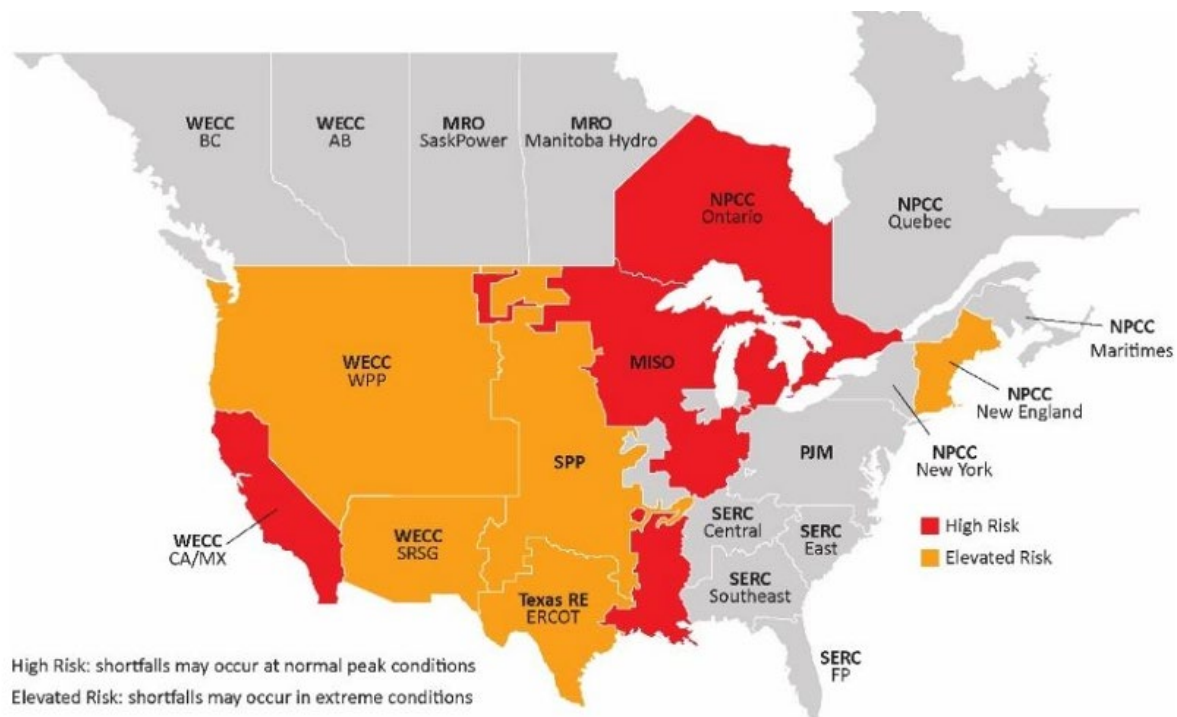 WECC
BC
WECC
AB
MRO
SaskPower
MRO
Manitoba Hydro
NPCC
Ontario
NPCC
Quebec
NPCC
Maritimes
WECC
WPP
MISO
NPCC
New England
SPP
PJM
NPCC
New York
WECC
CA/MX
WECC
SRSG
SERC
Central
SERC
East
High Risk
Elevated Risk
SERC
Southeast
Texas RE
ERCOT
SERC
FP
High Risk: shortfalls may occur at normal peak conditions
Elevated Risk: shortfalls may occur in extreme conditions